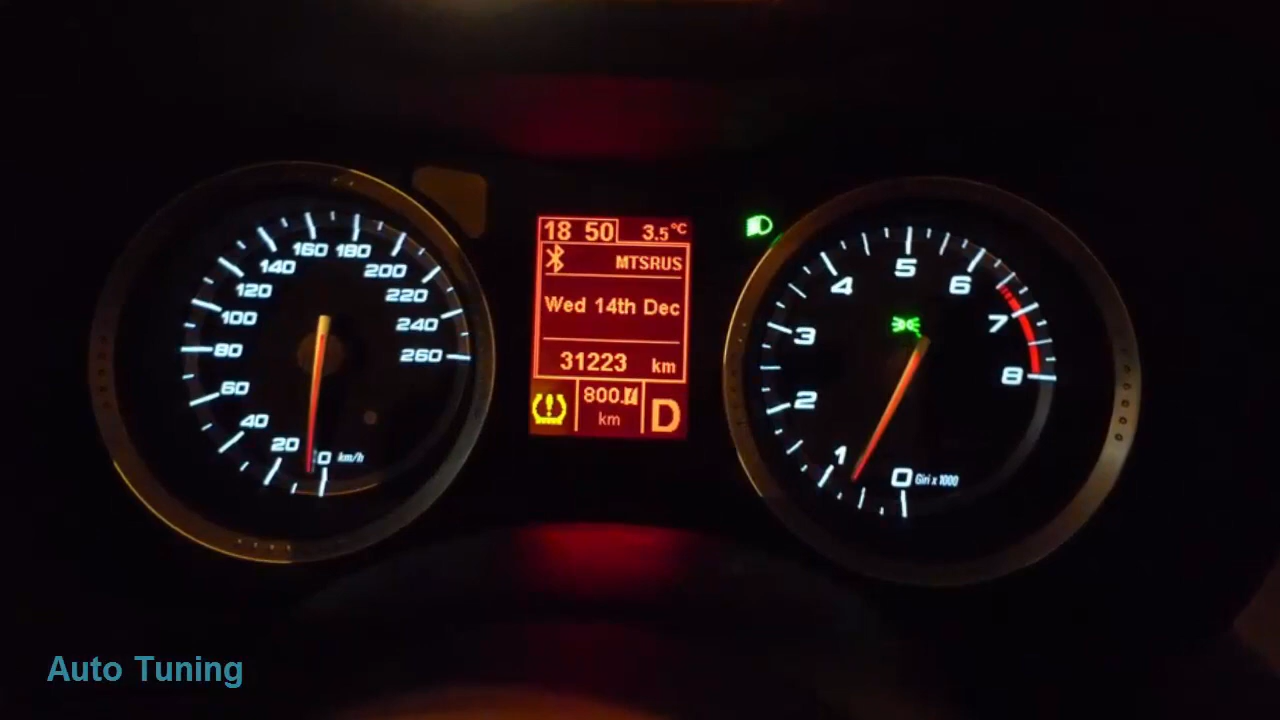 160 180
140
200
120
220
100
240
80
260
60
40
20
0 km/h
18 50 3.5°C
MTSRUS
Wed 14th Dec
31223 km
km
D
5
4
6
3
7
2
8
1
0 Giri x 1000
Auto Tuning